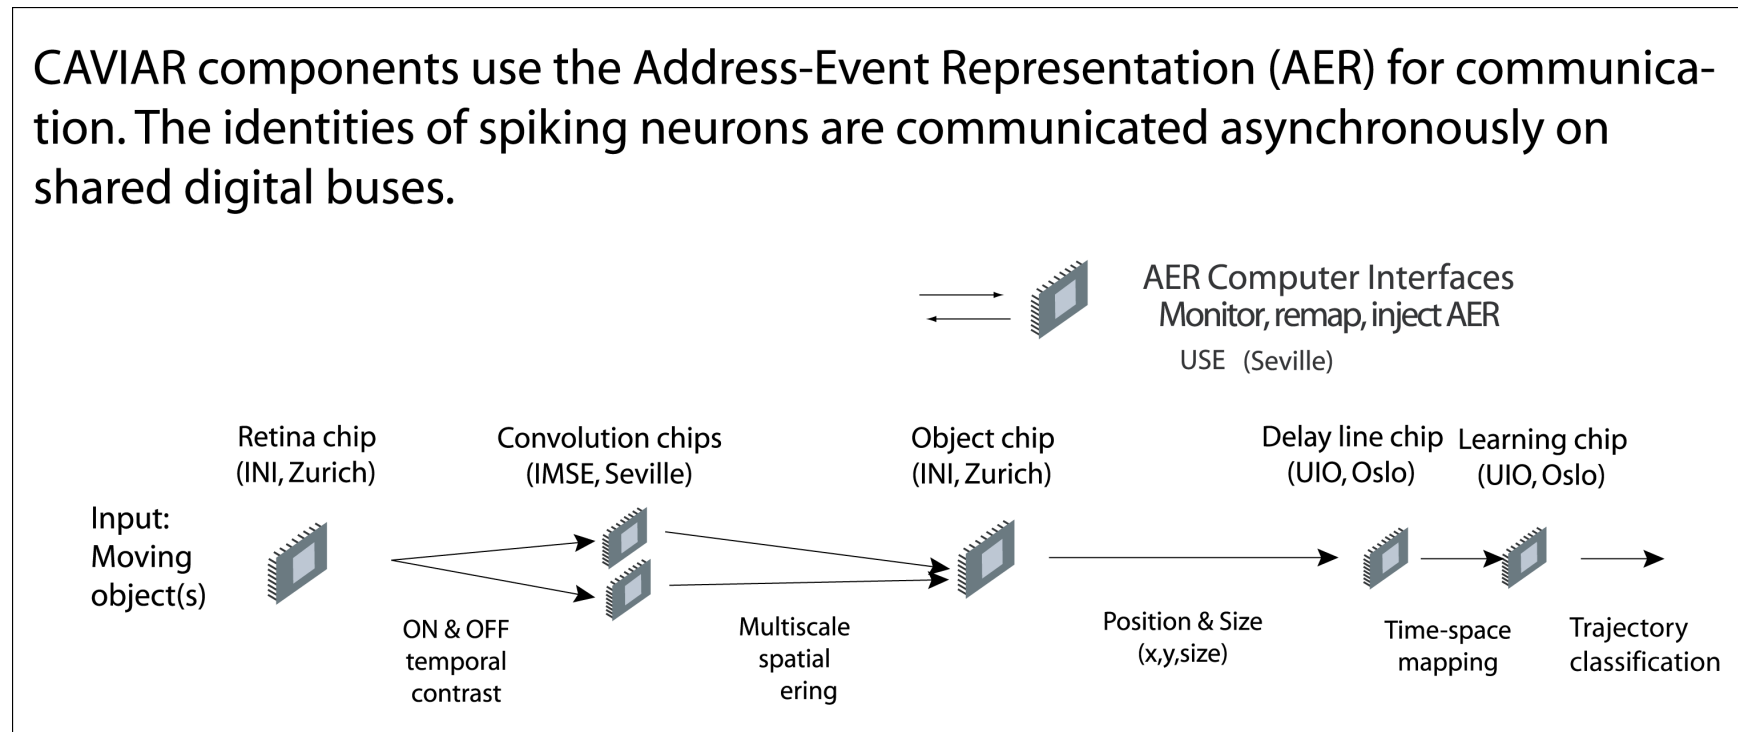 CAVIAR components use the Address-Event Representation (AER) for communica-
tion. The identities of spiking neurons are communicated asynchronously on
shared digital buses.
AER Computer Interfaces
Monitor, remap, inject AER
USE (Seville)
Retina chip
(INI, Zurich)
Convolution chips
(IMSE, Seville)
Object chip
(INI, Zurich)
Delay line chip
(UIO, Oslo)
Learning chip
(UIO, Oslo)
Input:
Moving
object(s)
ON & OFF
temporal
contrast
Multiscale
spatial
ering
Position & Size
(x,y,size)
Time-space
mapping
Trajectory
classification